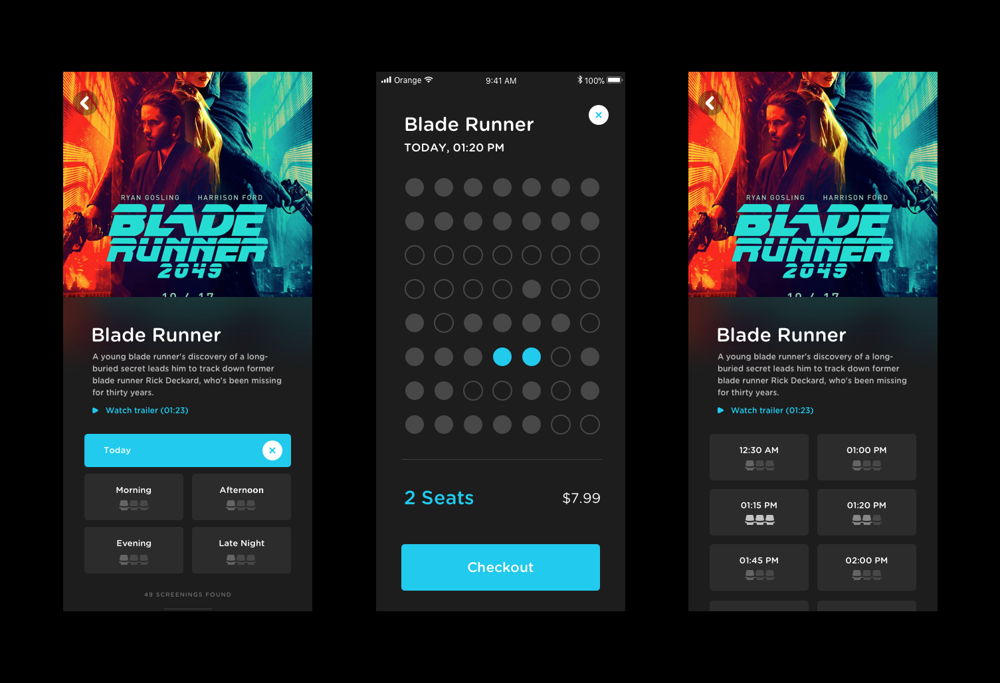 RYAN GOSLING HARRISON FORD
BLADE
RUNNER
2049
Blade Runner
A young blade runner's discovery of a long-
buried secret leads him to track down former
blade runner Rick Deckard, who's been missing
for thirty years.
Watch trailer (01:23)
Today
Morning Afternoon
Evening Late Night
49 SCREENINGS FOUND
Orange 9:41 AM 100%
Blade Runner
TODAY, 01:20 PM
2 Seats $7.99
Checkout
RYAN GOSLING HARRISON FORD
BLADE
RUNNER
2049
Blade Runner
A young blade runner's discovery of a long-
buried secret leads him to track down former
blade runner Rick Deckard, who's been missing
for thirty years.
Watch trailer (01:23)
12:30 AM 01:00 PM
01:15 PM 01:20 PM
01:45 PM 02:00 PM